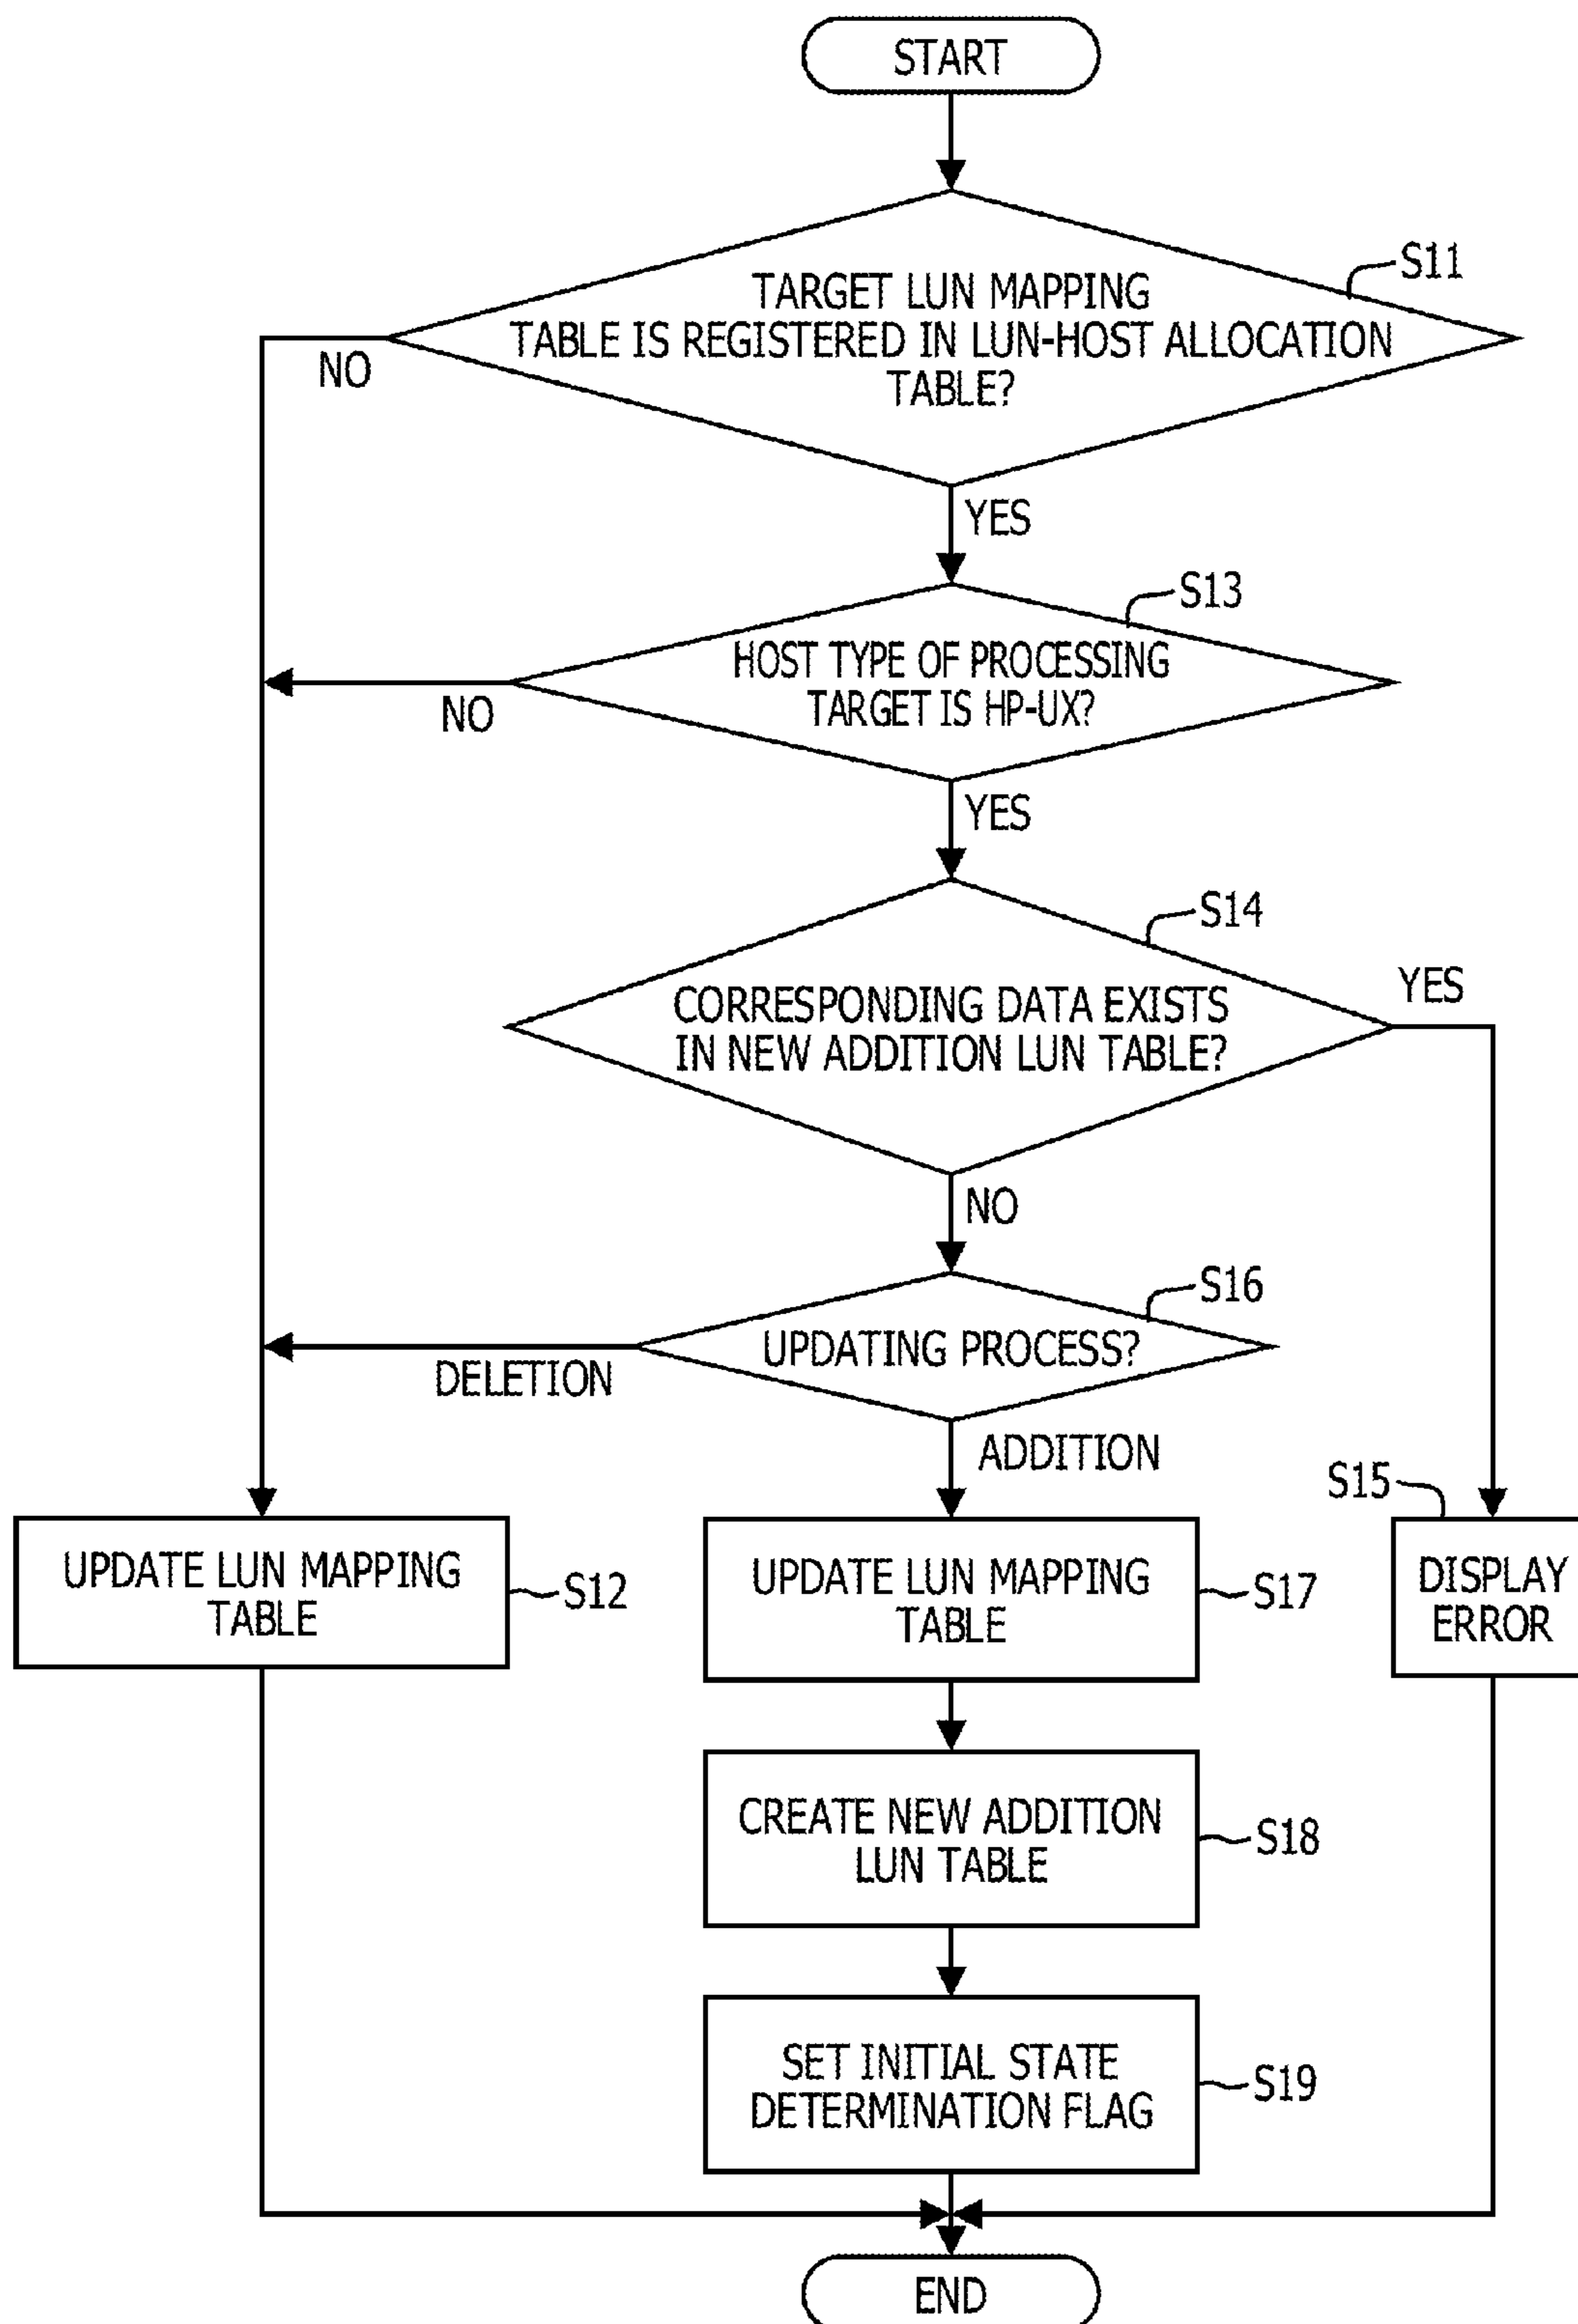 START
S11
TARGET LUN MAPPING
TABLE IS REGISTERED IN LUN-HOST ALLOCATION
TABLE?
NO
YES
S13
HOST TYPE OF PROCESSING
TARGET IS HP-UX?
NO
YES
S14
CORRESPONDING DATA EXISTS
IN NEW ADDITION LUN TABLE?
YES
NO
S16
UPDATING PROCESS?
DELETION
ADDITION
S15
UPDATE LUN MAPPING
TABLE
S12
UPDATE LUN MAPPING
TABLE
S17
DISPLAY
ERROR
CREATE NEW ADDITION
LUN TABLE
S18
SET INITIAL STATE
DETERMINATION FLAG
S19
END